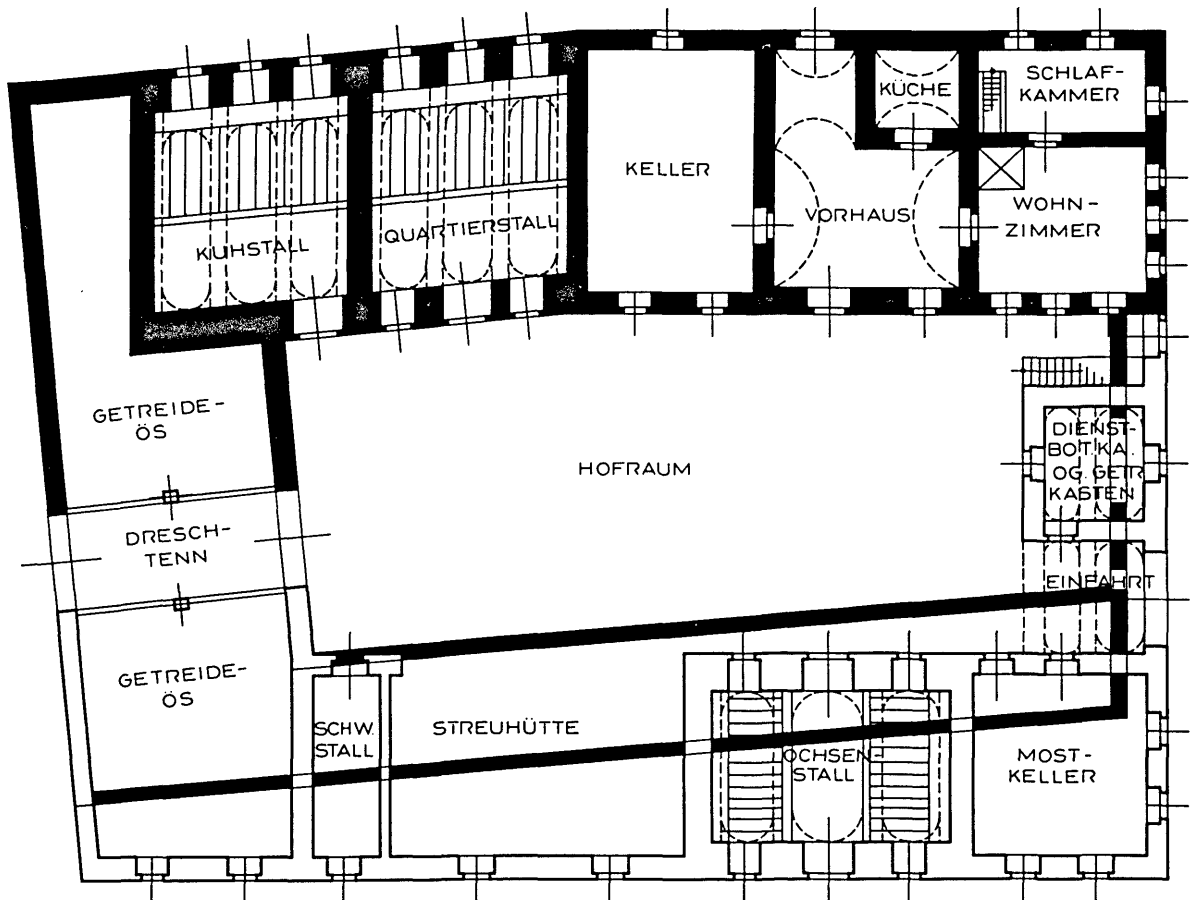 SCHLAF-
KAMMER
KÜCHE
KELLER
VORHAUS
WOHN-
ZIMMER
KUHSTALL
QUARTIERSTALL
GETREIDE-
ÖS
HOFRAUM
DIENST-
BOT.KA.
OG. GETR.
KASTEN
DRESCH-
TENN
EINFAHRT
GETREIDE-
ÖS
SCHW.
STALL
STREUHÜTTE
OCHSEN-
STALL
MOST-
KELLER